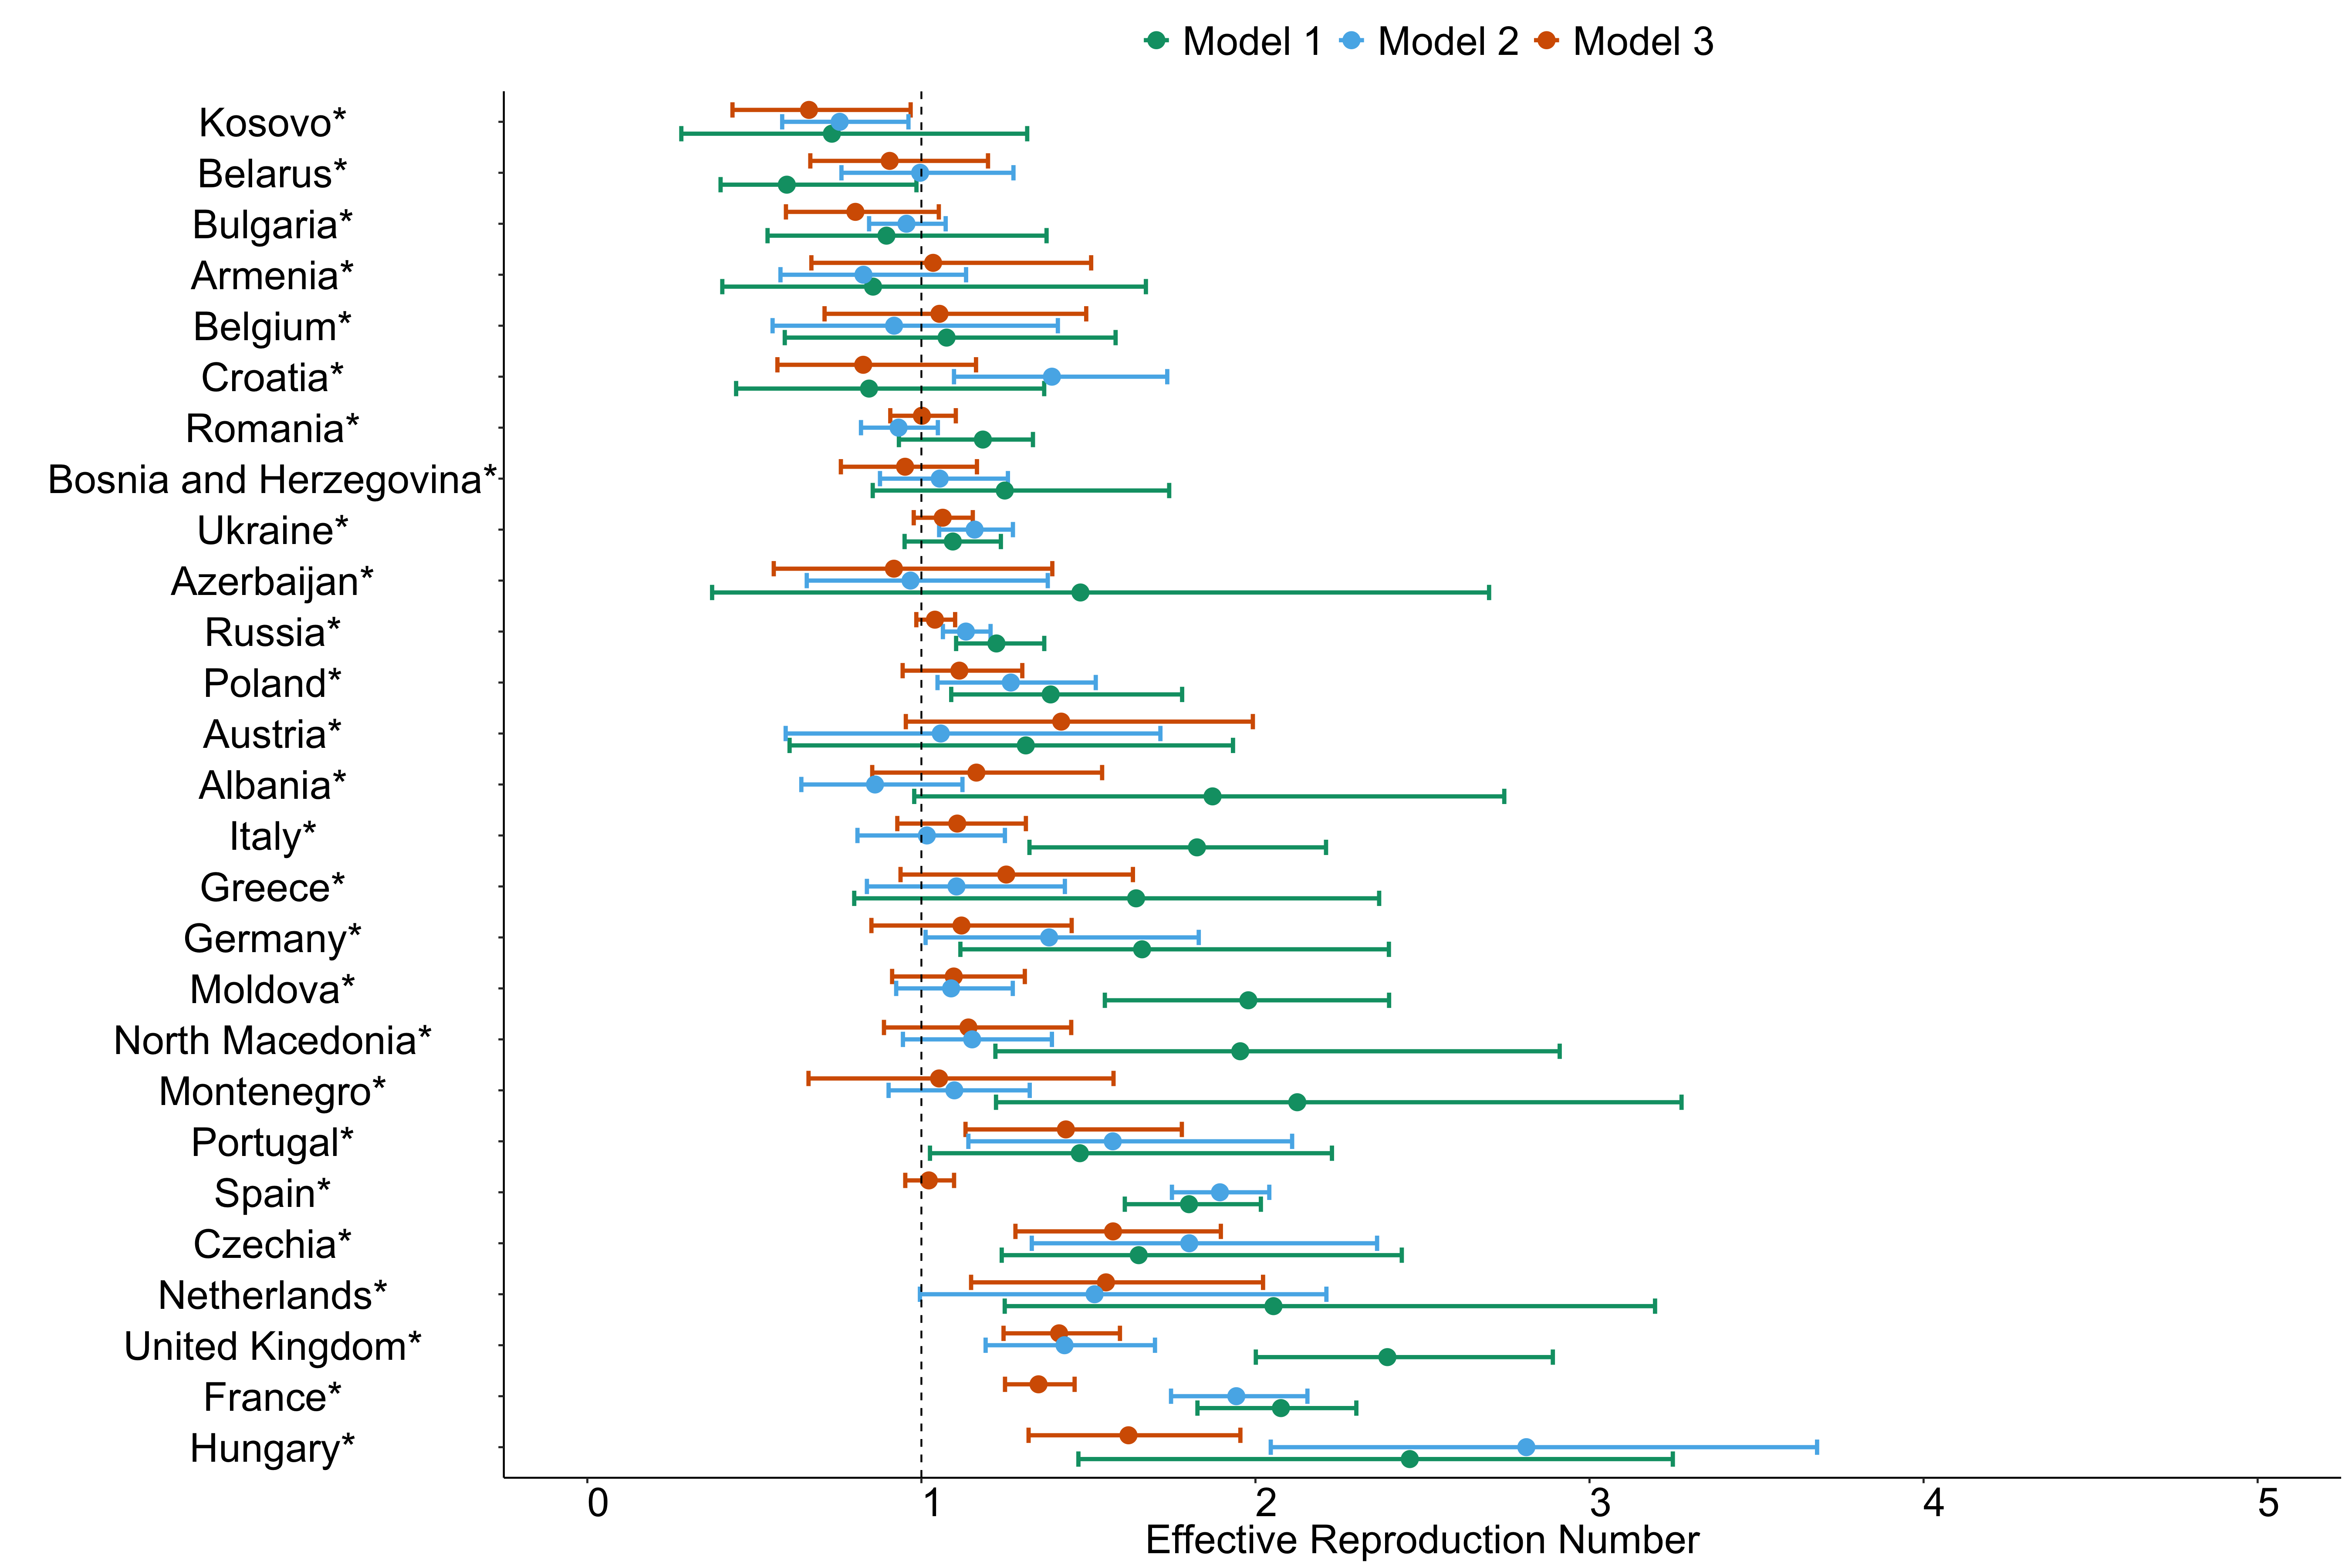 Model 1 Model 2 Model 3
Kosovo*
Belarus*
Bulgaria*
Armenia*
Belgium*
Croatia*
Romania*
Bosnia and Herzegovina*
Ukraine*
Azerbaijan*
Russia*
Poland*
Austria*
Albania*
Italy*
Greece*
Germany*
Moldova*
North Macedonia*
Montenegro*
Portugal*
Spain*
Czechia*
Netherlands*
United Kingdom*
France*
Hungary*
0 1 2 3 4 5
Effective Reproduction Number